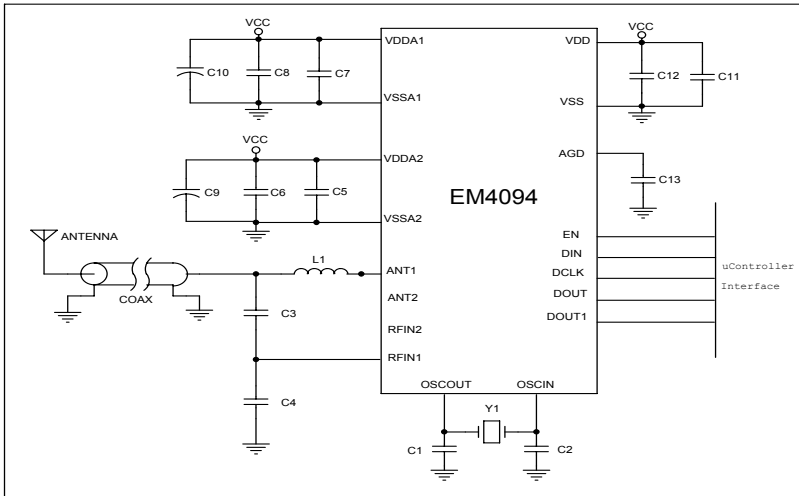 VCC
VCC
VDDA1
VDD
C10
C8
C7
C12
C11
VSSA1
VSS
VCC
VDDA2
AGD
C9
C6
C5
C13
EM4094
VSSA2
ANTENNA
EN
L1
DIN
uController
ANT1
DCLK
Interface
COAX
ANT2
DOUT
C3
DOUT1
RFIN2
RFIN1
OSCOUT
OSCIN
C4
Y1
C1
C2